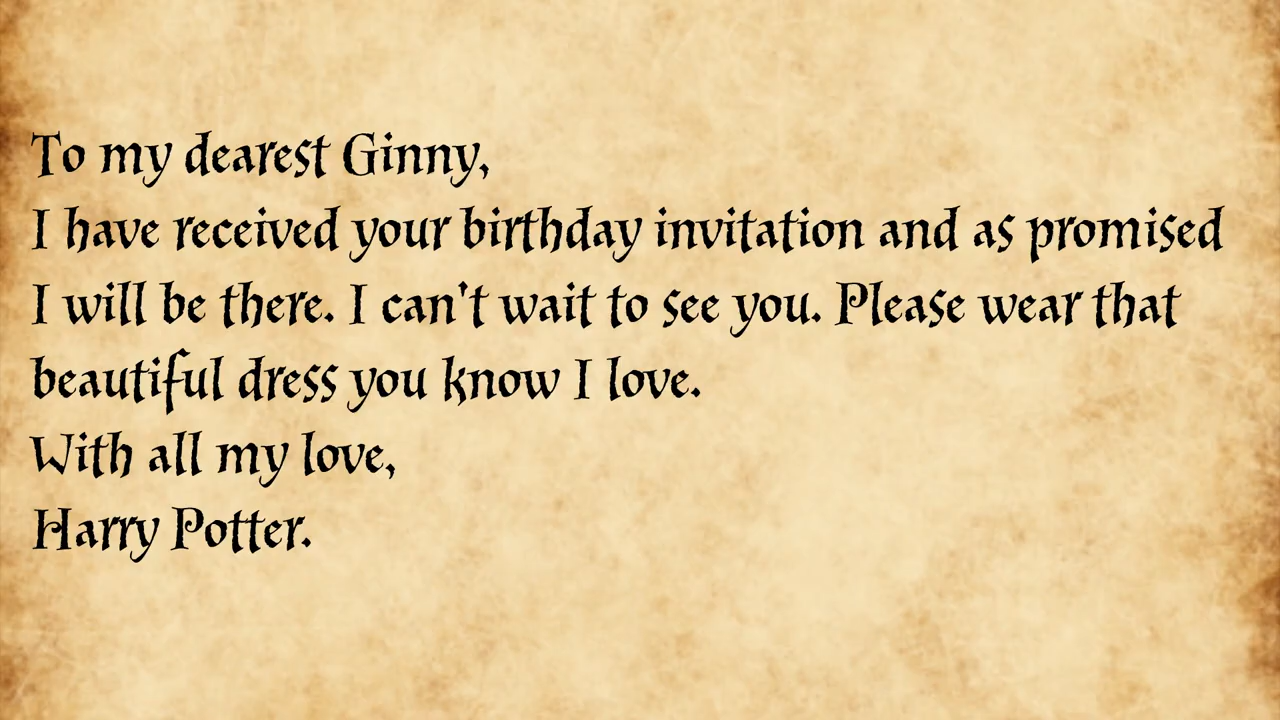 To my dearest Ginny,
I have received your birthday invitation and as promised
I will be there. I can't wait to see you. Please wear that
beautiful dress you know I love.
With all my love,
Harry Potter.